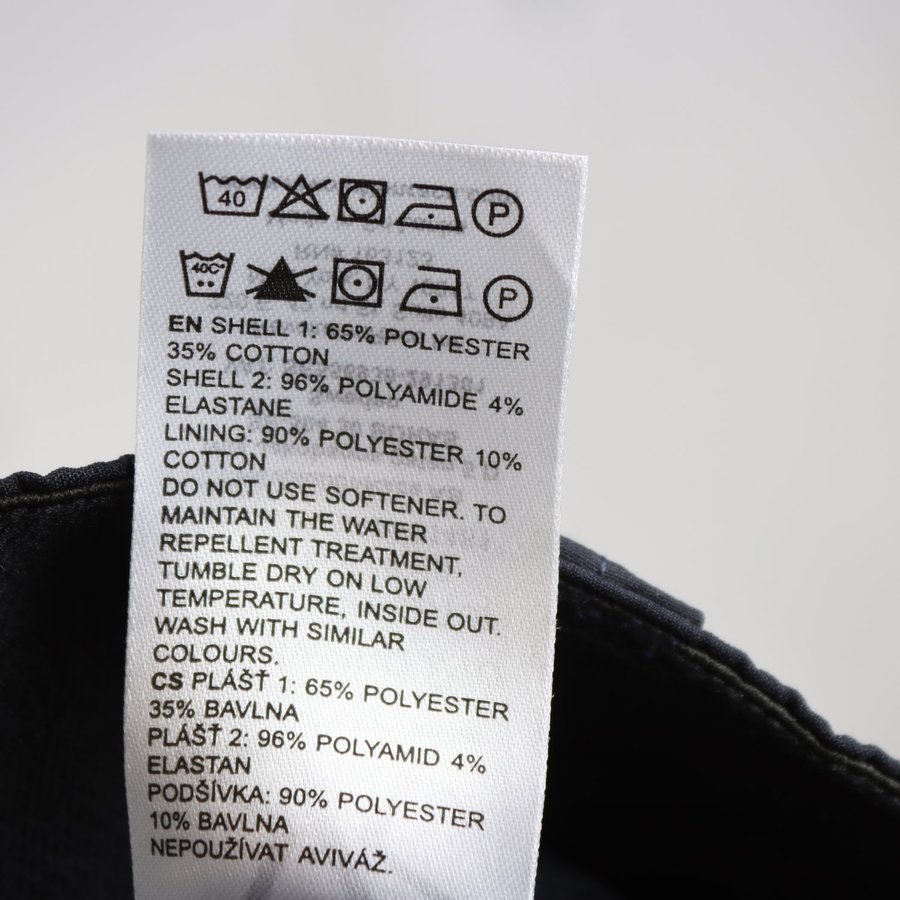 40 P
40C° P
EN SHELL 1: 65% POLYESTER
35% COTTON
SHELL 2: 96% POLYAMIDE 4%
ELASTANE
LINING: 90% POLYESTER 10%
COTTON
DO NOT USE SOFTENER. TO
MAINTAIN THE WATER
REPELLENT TREATMENT,
TUMBLE DRY ON LOW
TEMPERATURE, INSIDE OUT.
WASH WITH SIMILAR
COLOURS.
CS PLÁŠŤ 1: 65% POLYESTER
35% BAVLNA
PLÁŠŤ 2: 96% POLYAMID 4%
ELASTAN
PODŠÍVKA: 90% POLYESTER
10% BAVLNA
NEPOUŽÍVAT AVIVÁŽ.